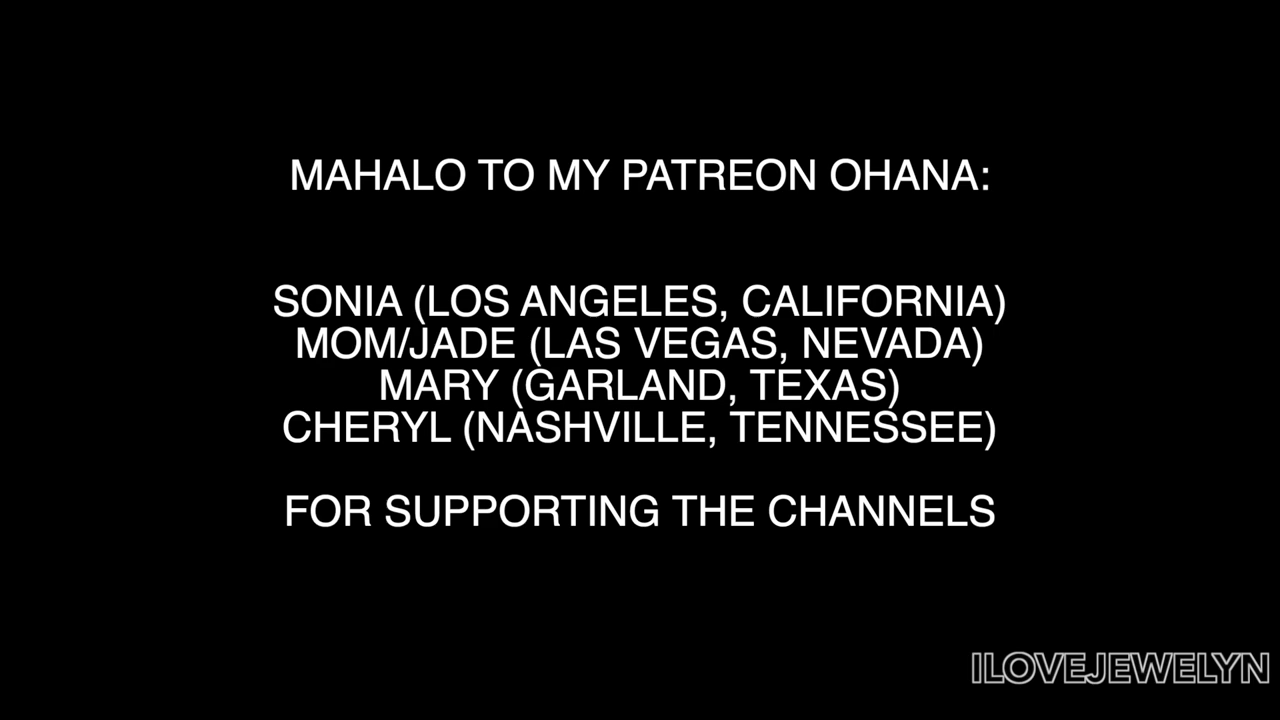 MAHALO TO MY PATREON OHANA:
SONIA (LOS ANGELES, CALIFORNIA)
MOM/JADE (LAS VEGAS, NEVADA)
MARY (GARLAND, TEXAS)
CHERYL (NASHVILLE, TENNESSEE)
FOR SUPPORTING THE CHANNELS
ILOVEJEWELYN